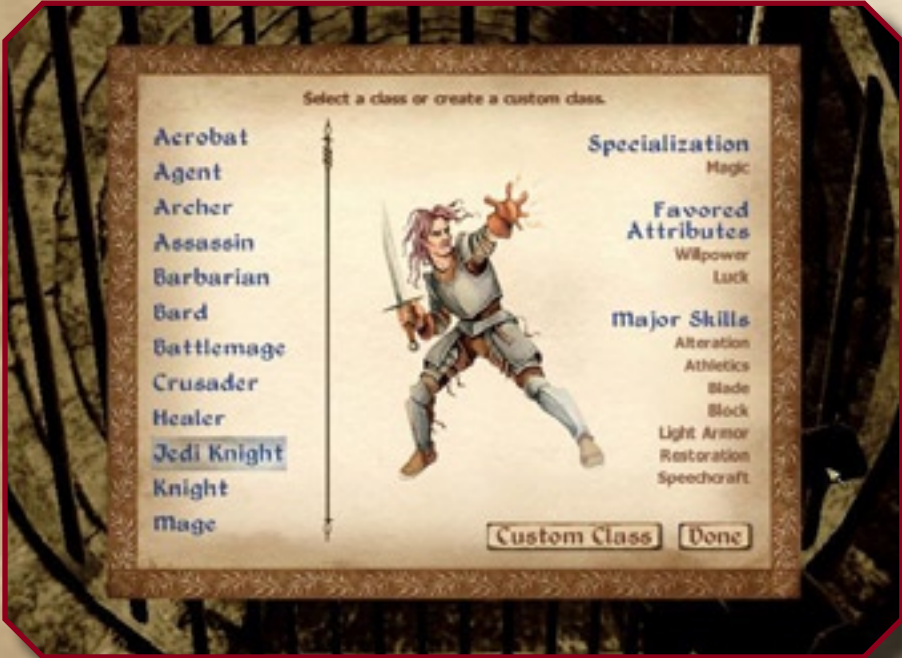 Select a class or create a custom class.
Acrobat
Agent
Archer
Assassin
Barbarian
Bard
Battlemage
Crusader
Healer
Jedi Knight
Knight
Mage
Specialization
Magic
Favored
Attributes
Willpower
Luck
Major Skills
Alteration
Athletics
Blade
Block
Light Armor
Restoration
Speechcraft
Custom Class
Done